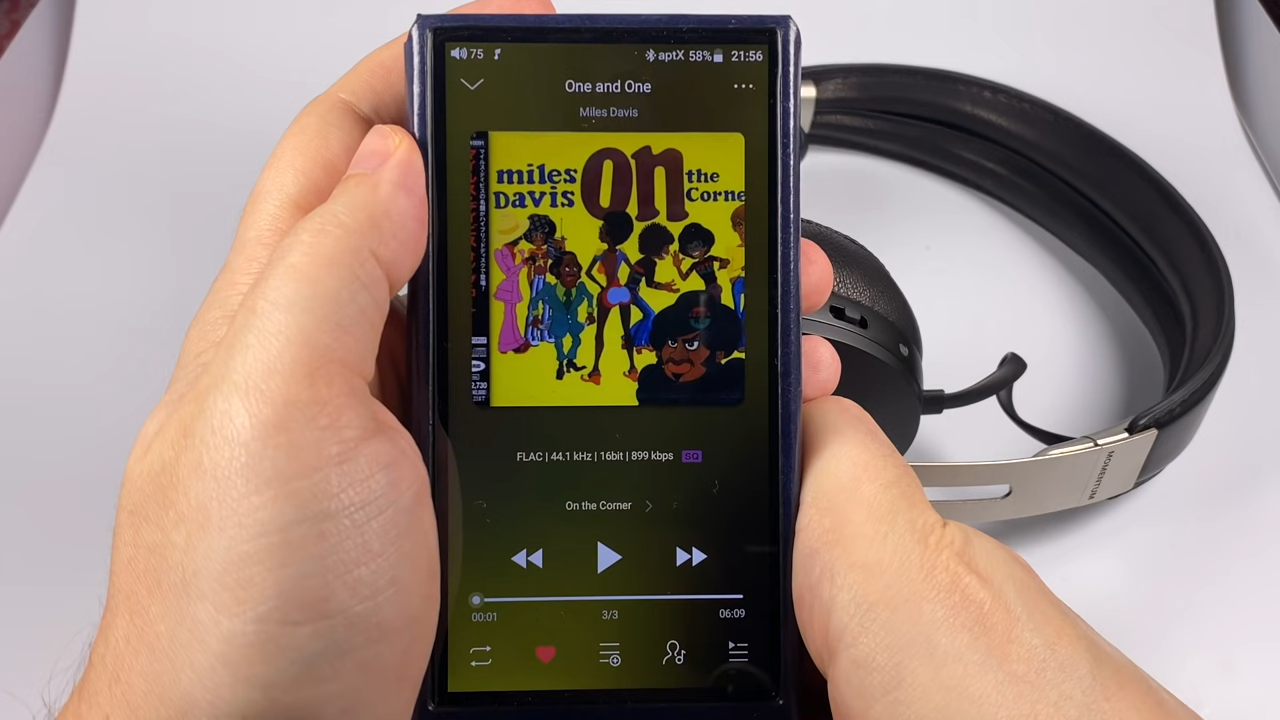 75
aptX 58% 21:56
One and One
Miles Davis
miles on the
Davis Corne
FLAC | 44.1 kHz | 16bit | 899 kbps SQ
On the Corner
00:01 3/3 06:09
MOMENTUM